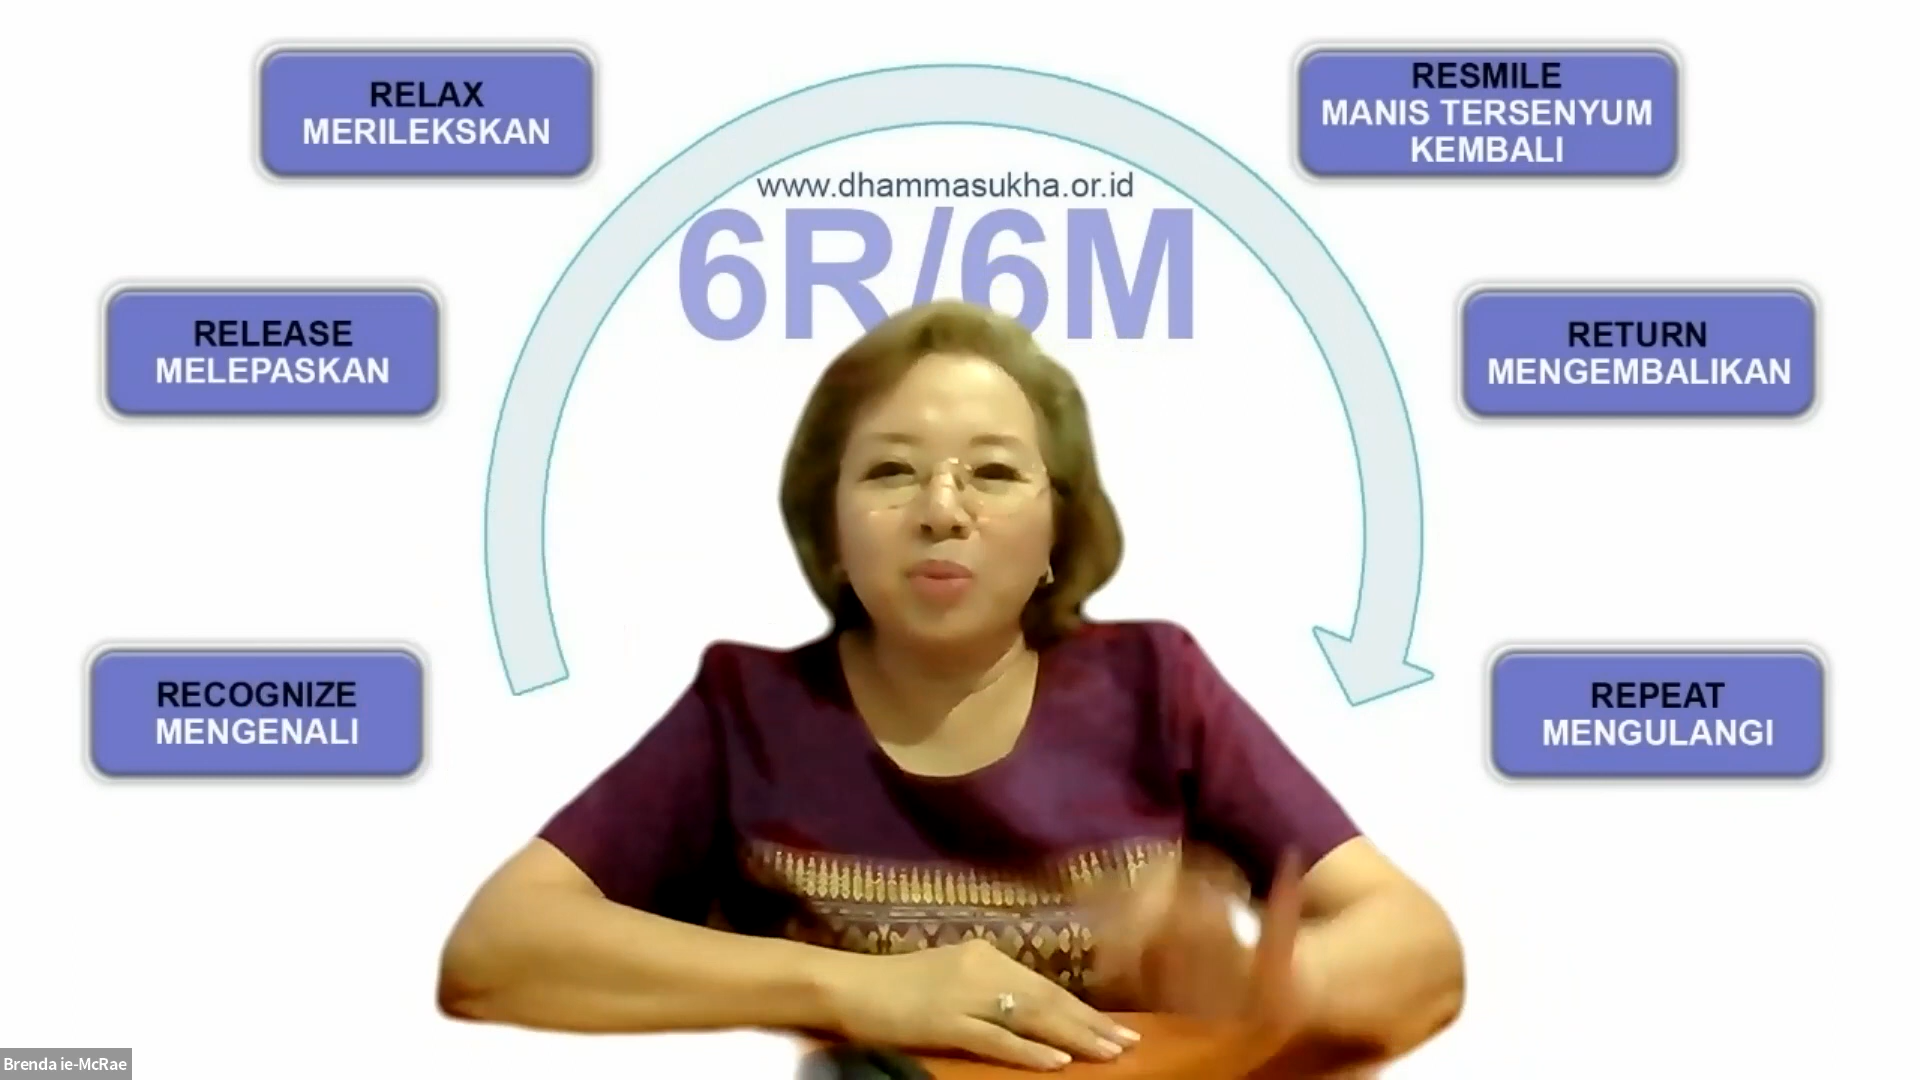 RELAX
MERILEKSKAN
RESMILE
MANIS TERSENYUM
KEMBALI
www.dhammasukha.or.id
6R/6M
RELEASE
MELEPASKAN
RETURN
MENGEMBALIKAN
RECOGNIZE
MENGENALI
REPEAT
MENGULANGI
Brenda ie-McRae